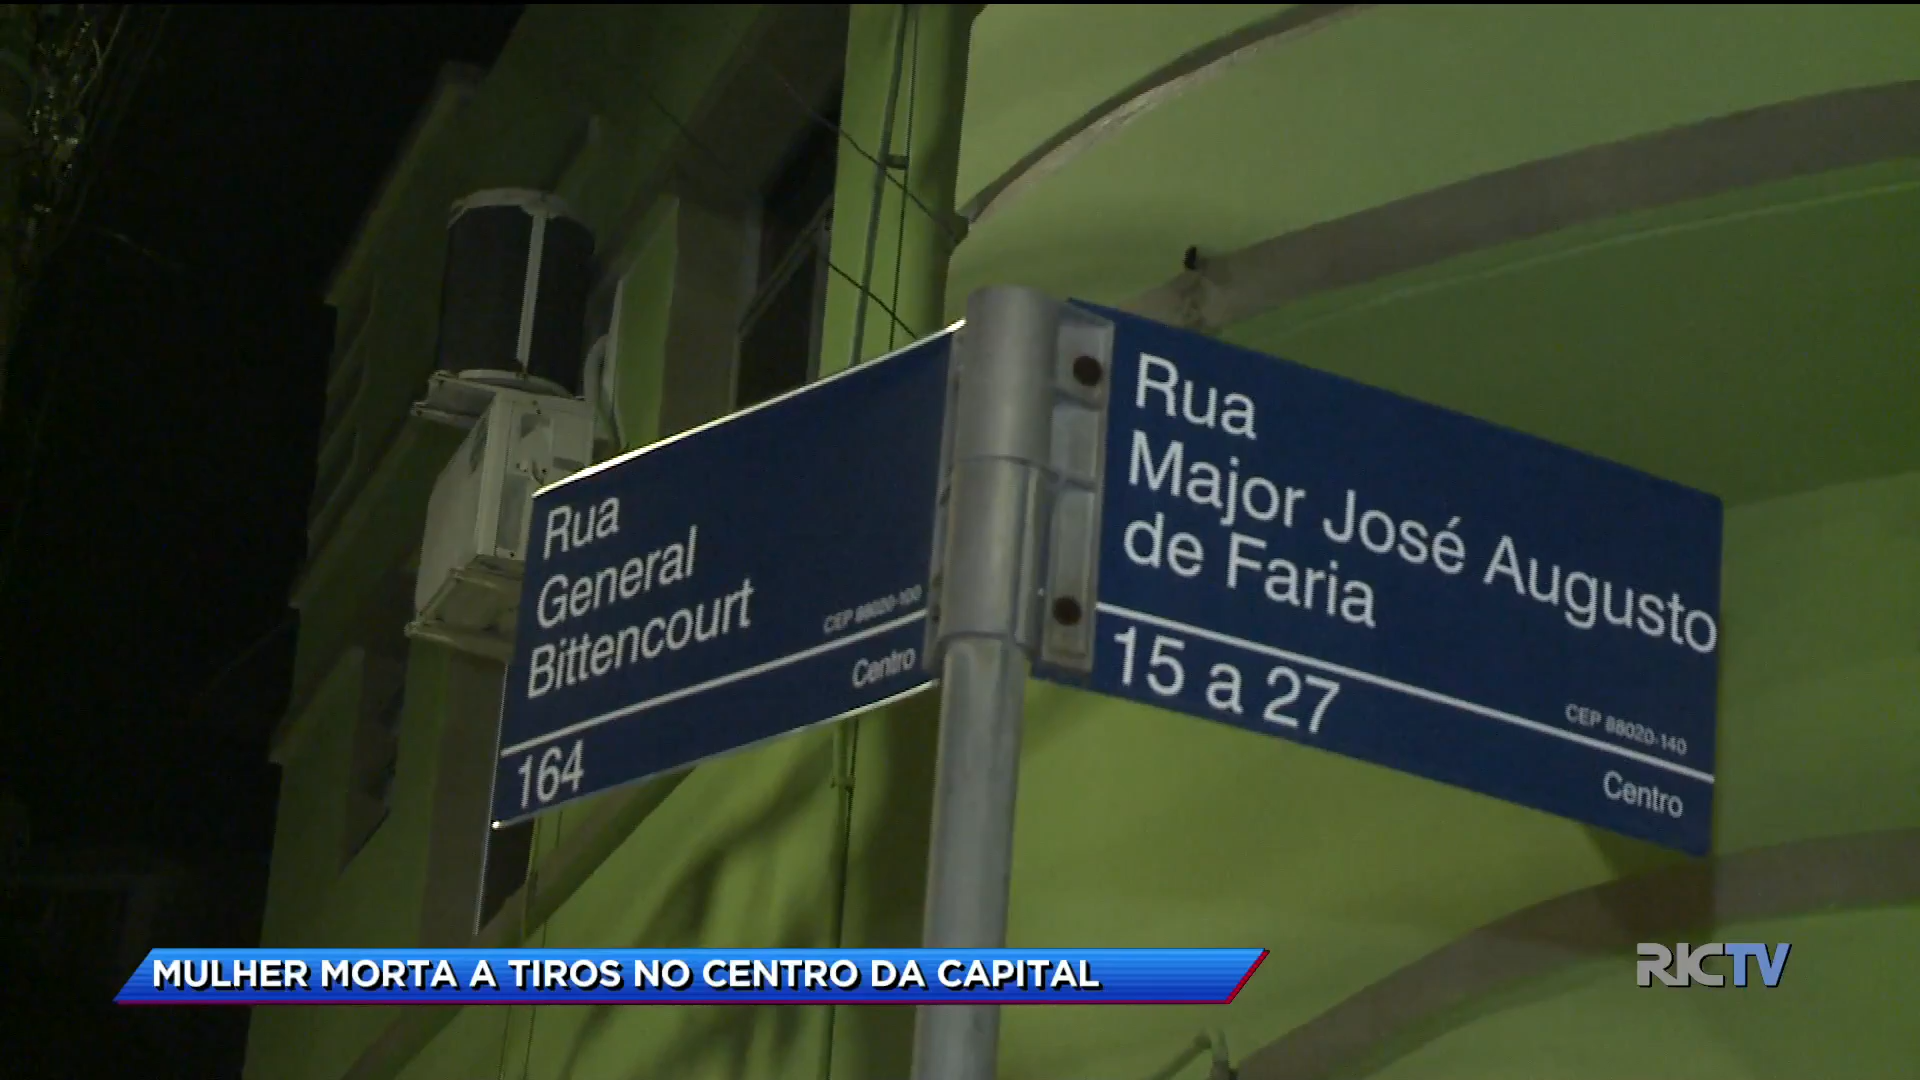 Rua
General
Bittencourt
CEP 88020-100
Centro
164
Rua
Major José Augusto
de Faria
15 a 27
CEP 88020-140
Centro
MULHER MORTA A TIROS NO CENTRO DA CAPITAL
RICTV